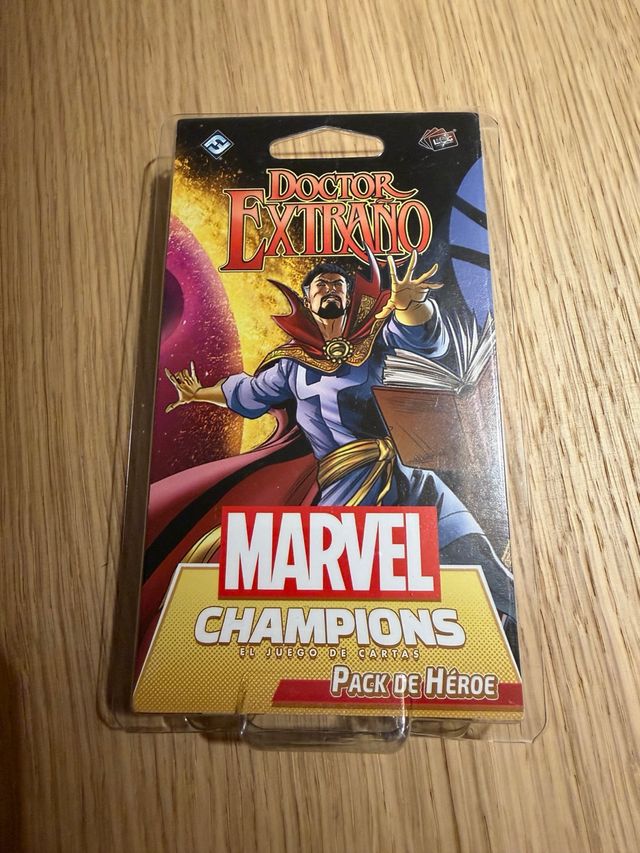 DOCTOR
EXTRAÑO
MARVEL
CHAMPIONS
EL JUEGO DE CARTAS
PACK DE HÉROE